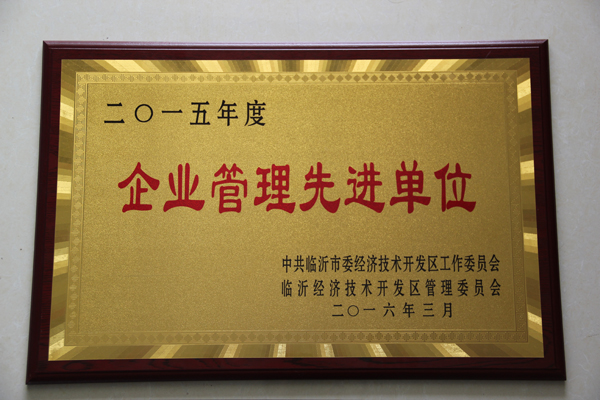 二〇一五年度
企业管理先进单位
中共临沂市委经济技术开发区工作委员会
临沂经济技术开发区管理委员会
二〇一六年三月